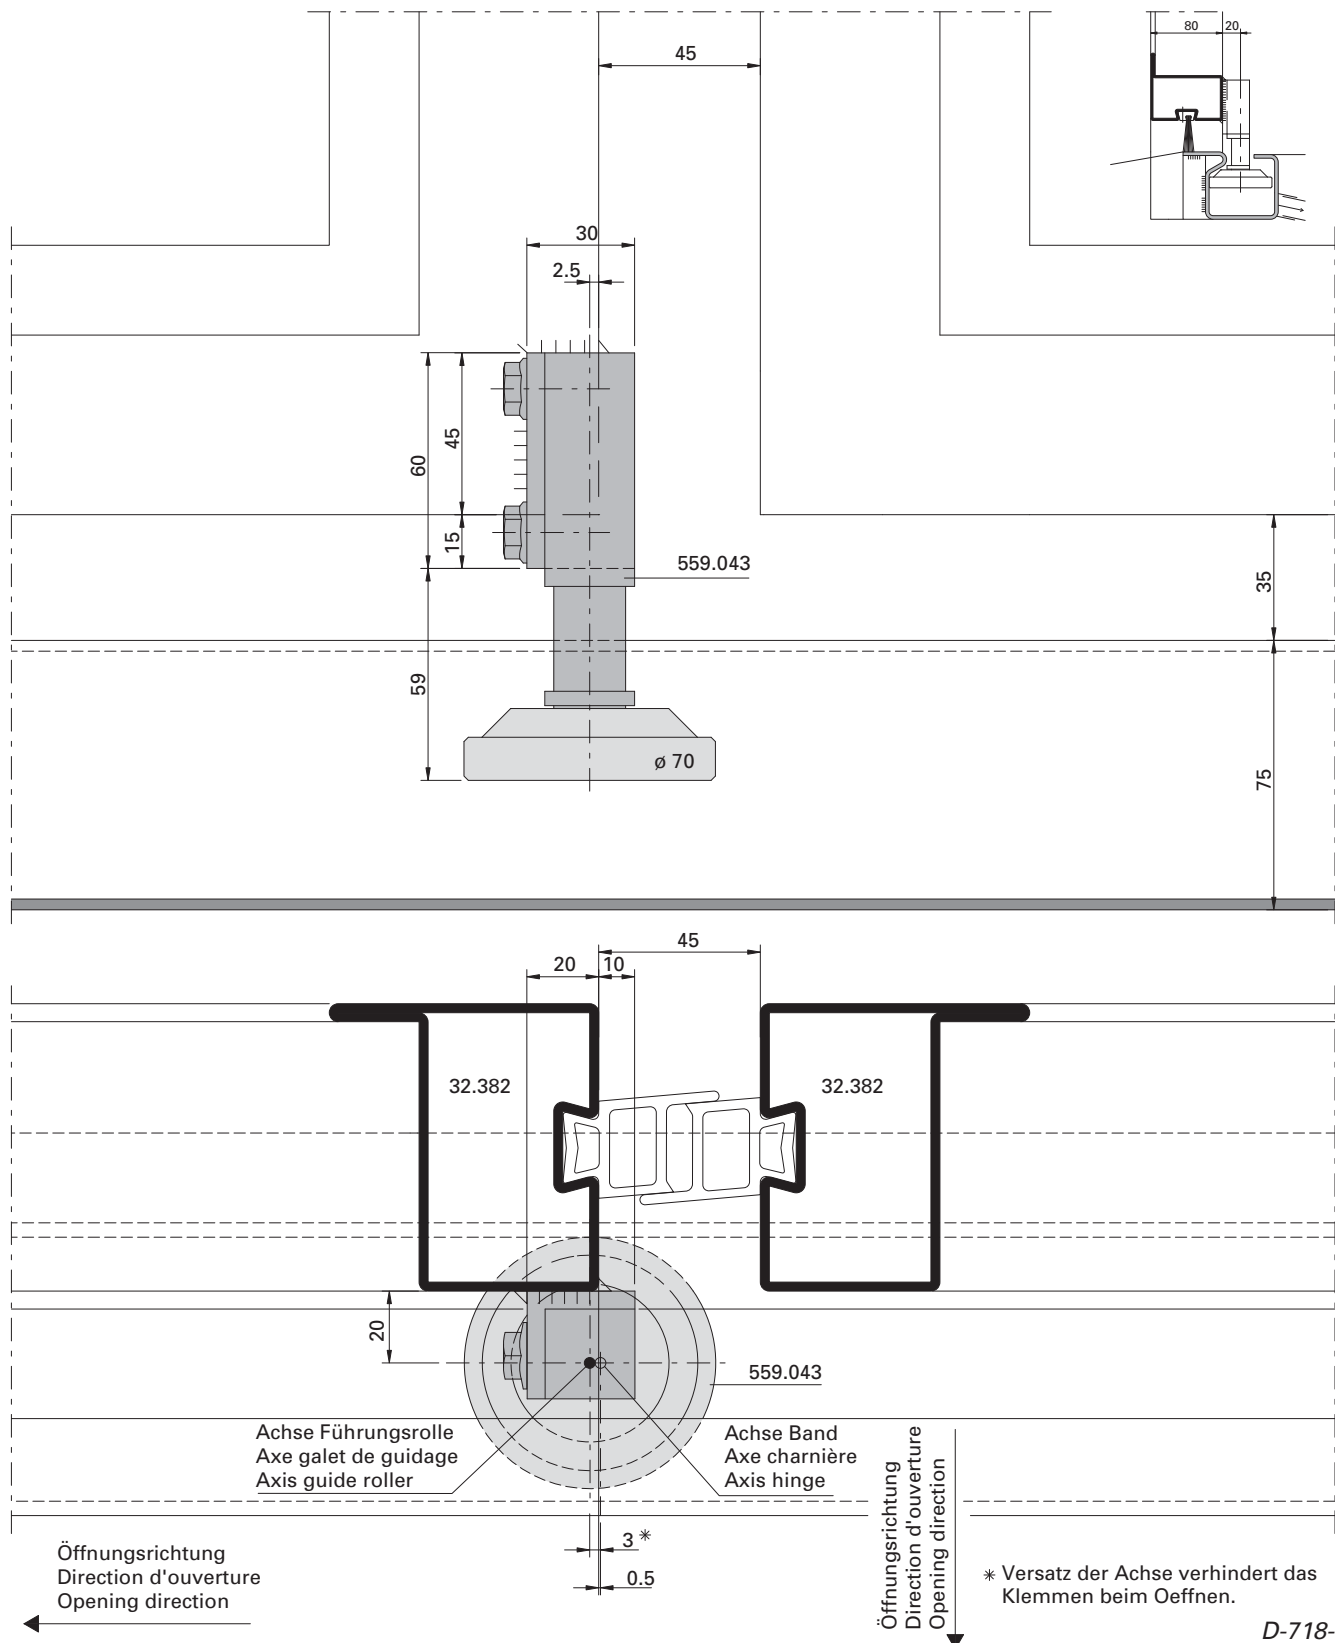 80
20
45
30
2.5
60
45
15
559.043
35
59
ø 70
75
45
20
10
32.382
32.382
20
559.043
Achse Führungsrolle
Axe galet de guidage
Axis guide roller
Achse Band
Axe charnière
Axis hinge
Öffnungsrichtung
Direction d'ouverture
Opening direction
3 *
0.5
Öffnungsrichtung
Direction d'ouverture
Opening direction
* Versatz der Achse verhindert das
Klemmen beim Oeffnen.
D-718-